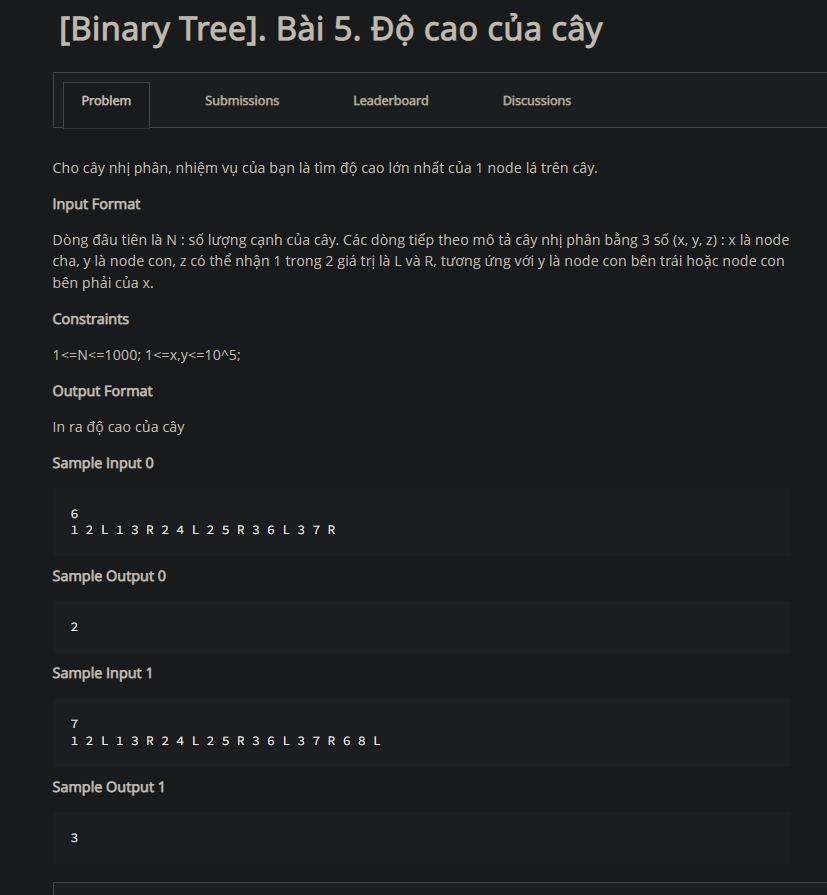 [Binary Tree]. Bài 5. Độ cao của cây
Problem
Submissions
Leaderboard
Discussions
Cho cây nhị phân, nhiệm vụ của bạn là tìm độ cao lớn nhất của 1 node lá trên cây.
Input Format
Dòng đâu tiên là N : số lượng cạnh của cây. Các dòng tiếp theo mô tả cây nhị phân bằng 3 số (x, y, z) : x là node
cha, y là node con, z có thể nhận 1 trong 2 giá trị là L và R, tương ứng với y là node con bên trái hoặc node con
bên phải của x.
Constraints
1<=N<=1000; 1<=x,y<=10^5;
Output Format
In ra độ cao của cây
Sample Input 0
6
1 2 L 1 3 R 2 4 L 2 5 R 3 6 L 3 7 R
Sample Output 0
2
Sample Input 1
7
1 2 L 1 3 R 2 4 L 2 5 R 3 6 L 3 7 R 6 8 L
Sample Output 1
3